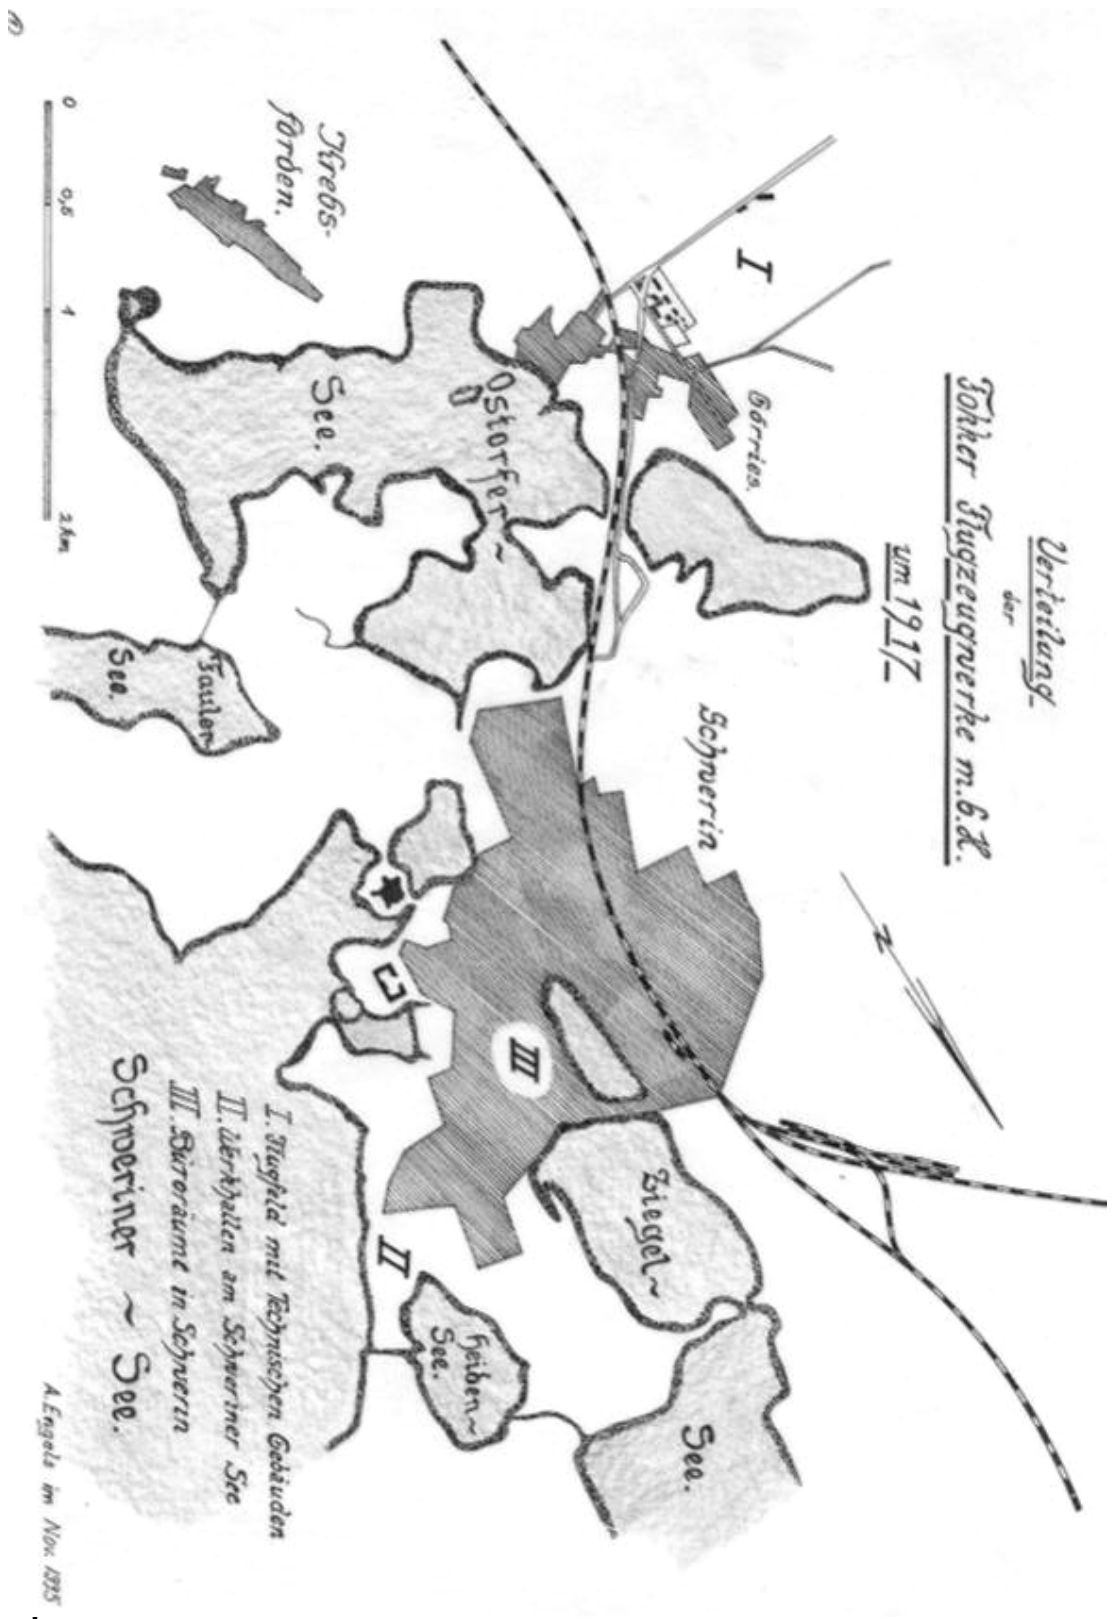 Verteilung
der
Fokker Flugzeugwerke m.b.H.
um 1917
I
Görries.
Krebs-
förden.
Ostorfer ~
See.
Schwerin
N
Fauler
See.
III
Ziegel ~
See.
II
Heiden ~
See.
I. Flugfeld mit Technischen Gebäuden
II. Werkhallen am Schweriner See
III. Büroräume in Schwerin
Schweriner ~ See.
0
0,5
1
2 km
A. Engels im Nov. 1995